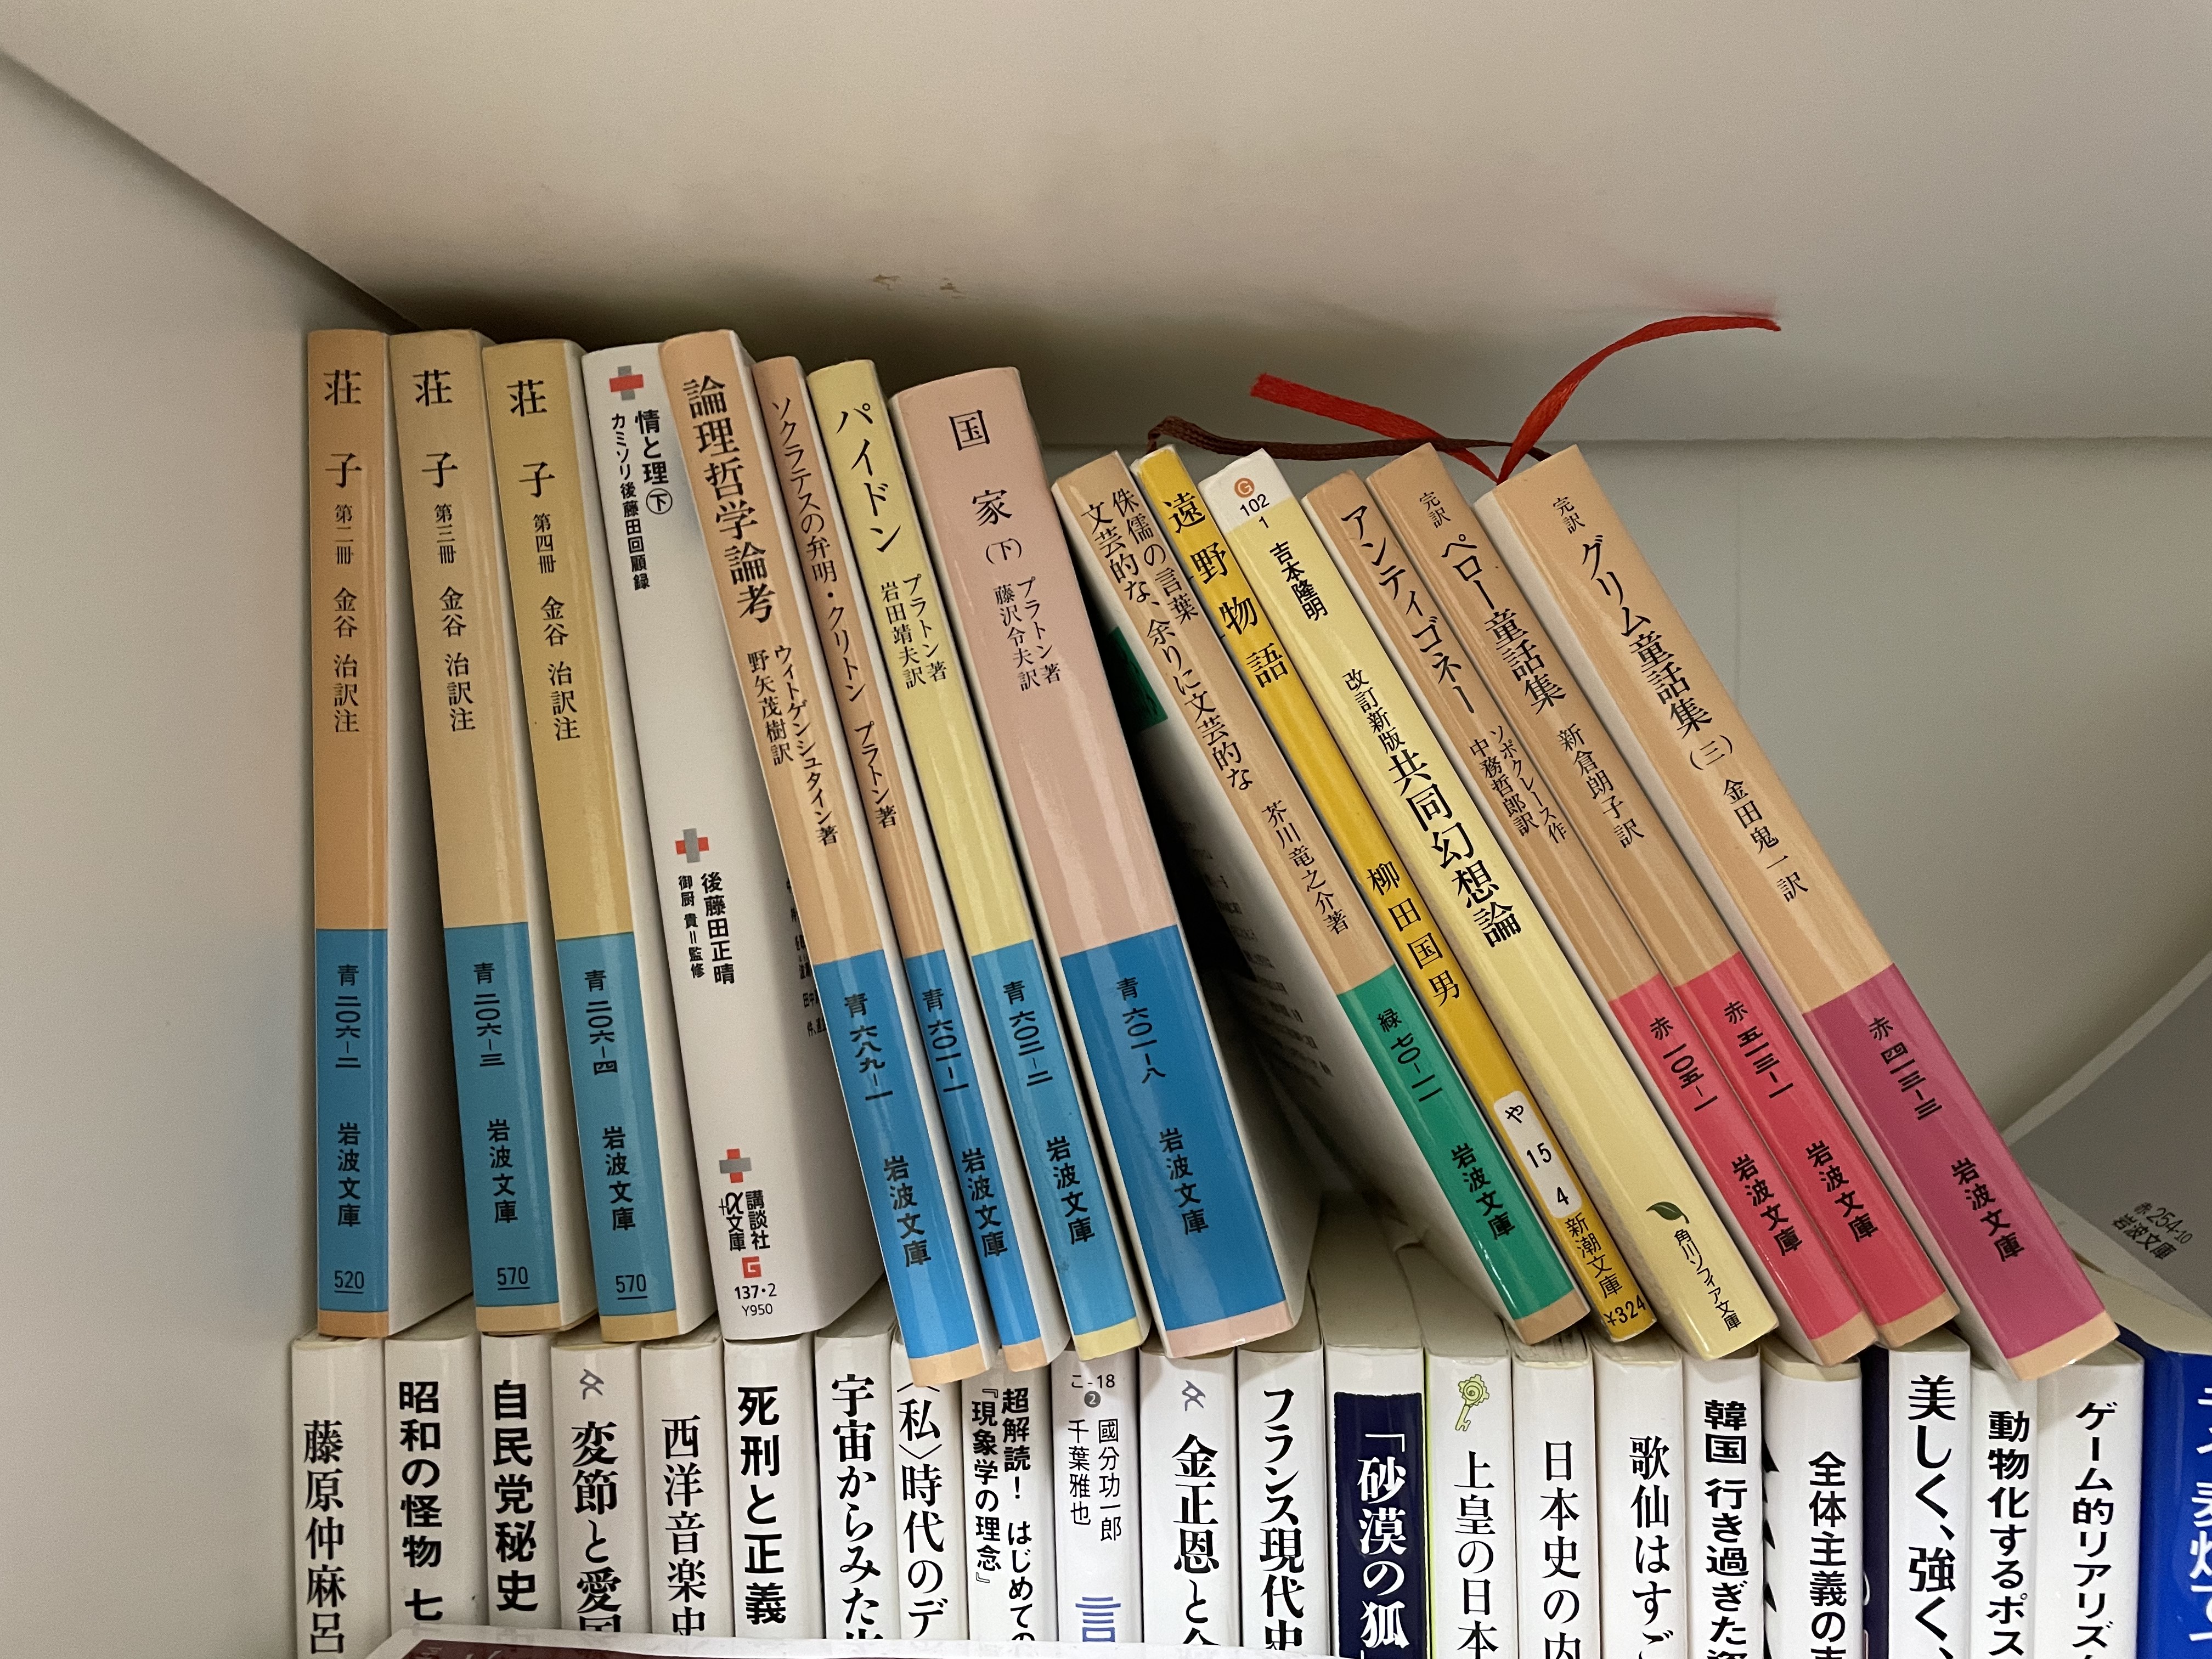 荘子 第二冊 金谷 治訳注
青二〇六-二
岩波文庫
520
荘子 第三冊 金谷 治訳注
青二〇六-三
岩波文庫
570
荘子 第四冊 金谷 治訳注
青二〇六-四
岩波文庫
570
情と理 下
カミソリ後藤田回顧録
後藤田正晴
御厨 貴=監修
講談社
+α文庫
G
137・2
Y950
論理哲学論考
ウィトゲンシュタイン著
野矢茂樹訳
青六八九-一
岩波文庫
ソクラテスの弁明・クリトン プラトン著
青六〇一-一
岩波文庫
パイドン
プラトン著
岩田靖夫訳
青六〇二-二
岩波文庫
国家(下)
プラトン著
藤沢令夫訳
青六〇一-八
岩波文庫
侏儒の言葉
文芸的な、余りに文芸的な
芥川竜之介著
緑七〇-一一
岩波文庫
遠野物語
柳田国男
や
15
4
新潮文庫
¥324
G
102
1
吉本隆明
改訂新版 共同幻想論
角川ソフィア文庫
アンティゴネー
ソポクレース作
中務哲郎訳
赤一〇五-一
岩波文庫
完訳 ペロー童話集 新倉朗子訳
赤五一三-一
岩波文庫
完訳 グリム童話集(三) 金田鬼一訳
赤四一三-三
岩波文庫
254-10
岩波文庫
藤原仲麻呂
昭和の怪物 七
自民党秘史
変節と愛国
西洋音楽史
死刑と正義
宇宙からみた
〈私〉時代のデ
超解読! はじめての
『現象学の理念』
こ-18
2
國分功一郎
千葉雅也
言
金正恩と金
フランス現代史
「砂漠の狐」
上皇の日本
日本史の内
歌仙はすご
韓国 行き過ぎた
全体主義の
美しく、強く、
動物化するポス
ゲーム的リアリズ